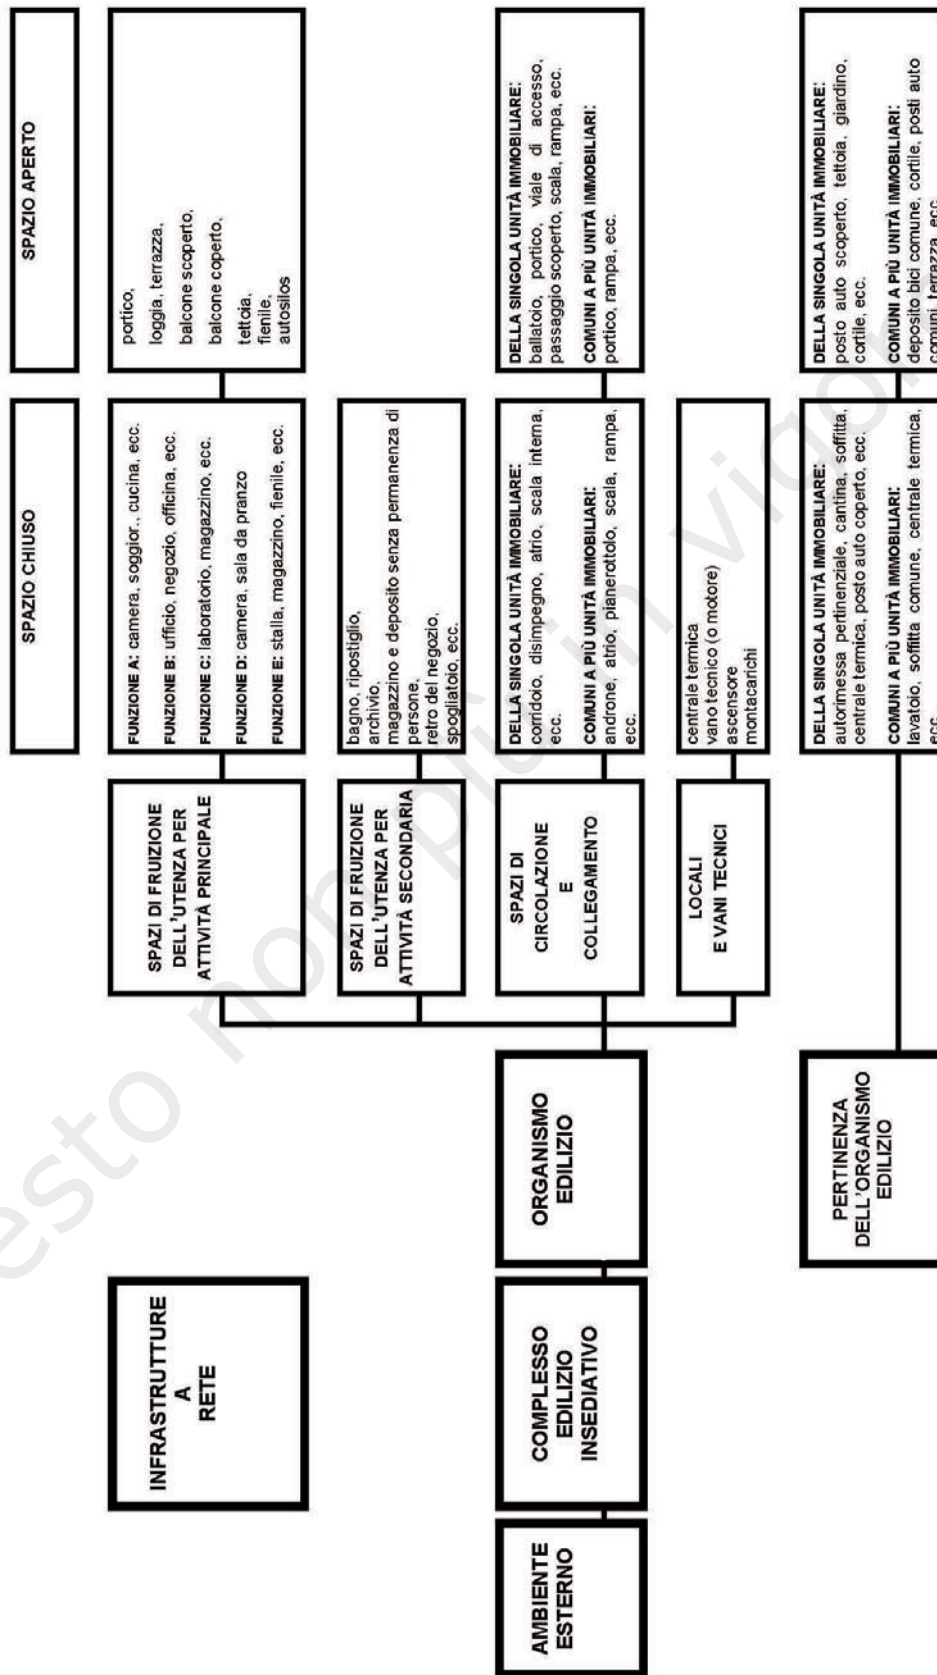 SPAZIO CHIUSO
SPAZIO APERTO
INFRASTRUTTURE
A
RETE
SPAZI DI FRUIZIONE
DELL'UTENZA PER
ATTIVITÀ PRINCIPALE
FUNZIONE A: camera, soggior., cucina, ecc.
FUNZIONE B: ufficio, negozio, officina, ecc.
FUNZIONE C: laboratorio, magazzino, ecc.
FUNZIONE D: camera, sala da pranzo
FUNZIONE E: stalla, magazzino, fienile, ecc.
portico,
loggia, terrazza,
balcone scoperto,
balcone coperto,
tettoia,
fienile,
autosilos
SPAZI DI FRUIZIONE
DELL'UTENZA PER
ATTIVITÀ SECONDARIA
bagno, ripostiglio,
archivio,
magazzino e deposito senza permanenza di
persone,
retro del negozio,
spogliatoio, ecc.
AMBIENTE
ESTERNO
COMPLESSO
EDILIZIO
INSEDIATIVO
ORGANISMO
EDILIZIO
SPAZI DI
CIRCOLAZIONE
E
COLLEGAMENTO
DELLA SINGOLA UNITÀ IMMOBILIARE:
corridoio, disimpegno, atrio, scala interna,
ecc.
COMUNI A PIÙ UNITÀ IMMOBILIARI:
androne, atrio, pianerottolo, scala, rampa,
ecc.
DELLA SINGOLA UNITÀ IMMOBILIARE:
ballatoio, portico, viale di accesso,
passaggio scoperto, scala, rampa, ecc.
COMUNI A PIÙ UNITÀ IMMOBILIARI:
portico, rampa, ecc.
LOCALI
E VANI TECNICI
centrale termica
vano tecnico (o motore)
ascensore
montacarichi
PERTINENZA
DELL'ORGANISMO
EDILIZIO
DELLA SINGOLA UNITÀ IMMOBILIARE:
autorimessa pertinenziale, cantina, soffitta,
centrale termica, posto auto coperto, ecc.
COMUNI A PIÙ UNITÀ IMMOBILIARI:
lavatoio, soffitta comune, centrale termica,
ecc.
DELLA SINGOLA UNITÀ IMMOBILIARE:
posto auto scoperto, tettoia, giardino,
cortile, ecc.
COMUNI A PIÙ UNITÀ IMMOBILIARI:
deposito bici comune, cortile, posti auto
comuni, terrazza, ecc.
esto non più in vigor